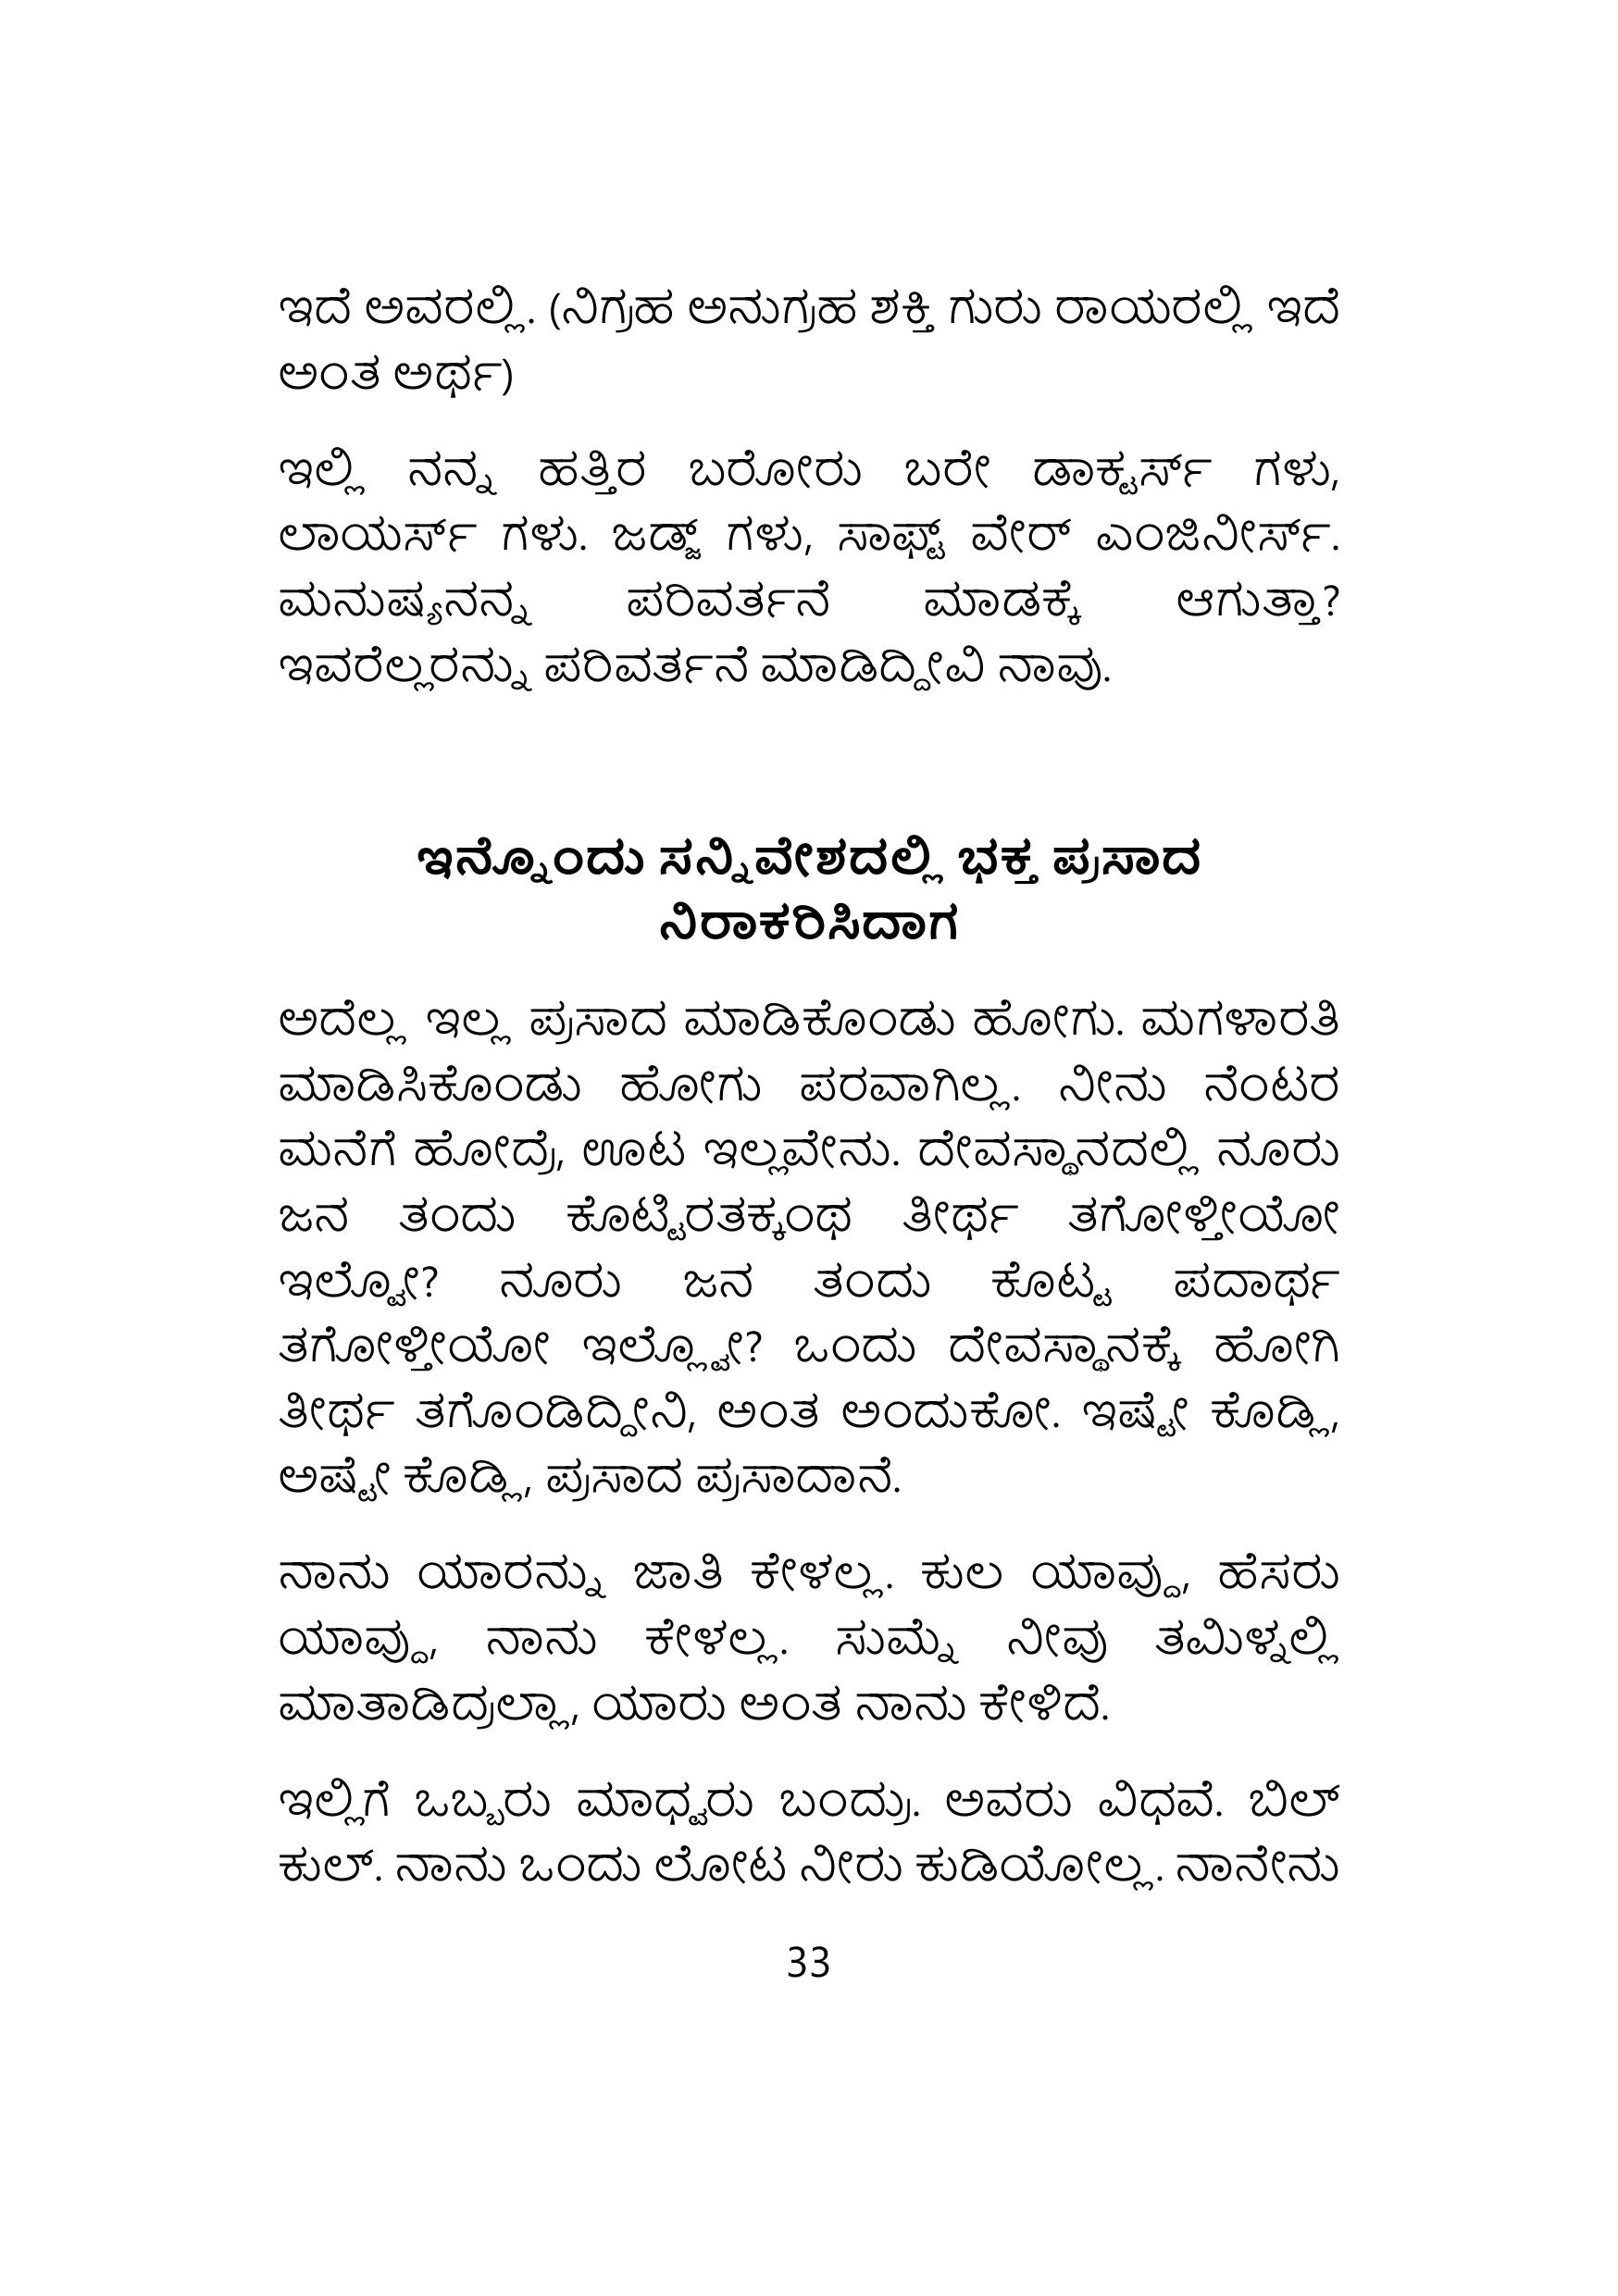 ಇದೆ ಅವರಲ್ಲಿ. (ನಿಗ್ರಹ ಅನುಗ್ರಹ ಶಕ್ತಿ ಗುರು ರಾಯರಲ್ಲಿ ಇದೆ
ಅಂತ ಅರ್ಥ)
ಇಲ್ಲಿ ನನ್ನ ಹತ್ತಿರ ಬರೋರು ಬರೇ ಡಾಕ್ಟರ್ಸ್ ಗಳು,
ಲಾಯರ್ಸ್ ಗಳು. ಜಡ್ಜ್ ಗಳು, ಸಾಫ್ಟ್ ವೇರ್ ಎಂಜಿನೀರ್ಸ್.
ಮನುಷ್ಯನನ್ನ ಪರಿವರ್ತನೆ ಮಾಡಕ್ಕೆ ಆಗುತ್ತಾ?
ಇವರೆಲ್ಲರನ್ನು ಪರಿವರ್ತನೆ ಮಾಡಿದ್ದೀವಿ ನಾವು.
ಇನ್ನೊಂದು ಸನ್ನಿವೇಶದಲ್ಲಿ ಭಕ್ತ ಪ್ರಸಾದ
ನಿರಾಕರಿಸಿದಾಗ
ಅದೆಲ್ಲ ಇಲ್ಲ ಪ್ರಸಾದ ಮಾಡಿಕೊಂಡು ಹೋಗು. ಮಗಳಾರತಿ
ಮಾಡಿಸಿಕೊಂಡು ಹೋಗು ಪರವಾಗಿಲ್ಲ. ನೀನು ನೆಂಟರ
ಮನೆಗೆ ಹೋದ್ರೆ, ಊಟ ಇಲ್ಲವೇನು. ದೇವಸ್ಥಾನದಲ್ಲಿ ನೂರು
ಜನ ತಂದು ಕೊಟ್ಟಿರತಕ್ಕಂಥ ತೀರ್ಥ ತಗೋಳ್ತೀಯೋ
ಇಲ್ವೋ? ನೂರು ಜನ ತಂದು ಕೊಟ್ಟ ಪದಾರ್ಥ
ತಗೋಳ್ತೀಯೋ ಇಲ್ಲ್ವೋ? ಒಂದು ದೇವಸ್ಥಾನಕ್ಕೆ ಹೋಗಿ
ತೀರ್ಥ ತಗೊಂಡಿದ್ದೀನಿ, ಅಂತ ಅಂದುಕೋ. ಇಷ್ಟೇ ಕೊಡ್ಲಿ,
ಅಷ್ಟೇ ಕೊಡ್ಲಿ, ಪ್ರಸಾದ ಪ್ರಸಾದಾನೆ.
ನಾನು ಯಾರನ್ನು ಜಾತಿ ಕೇಳಲ್ಲ. ಕುಲ ಯಾವ್ದು, ಹೆಸರು
ಯಾವ್ದು, ನಾನು ಕೇಳಲ್ಲ. ಸುಮ್ನೆ ನೀವು ತಮಿಳ್ನಲ್ಲಿ
ಮಾತಾಡಿದ್ರಲ್ಲಾ, ಯಾರು ಅಂತ ನಾನು ಕೇಳಿದೆ.
ಇಲ್ಲಿಗೆ ಒಬ್ಬರು ಮಾಧ್ವರು ಬಂದ್ರು. ಅವರು ವಿಧವೆ. ಬಿಲ್
ಕುಲ್. ನಾನು ಒಂದು ಲೋಟ ನೀರು ಕುಡಿಯೋಲ್ಲ. ನಾನೇನು
33